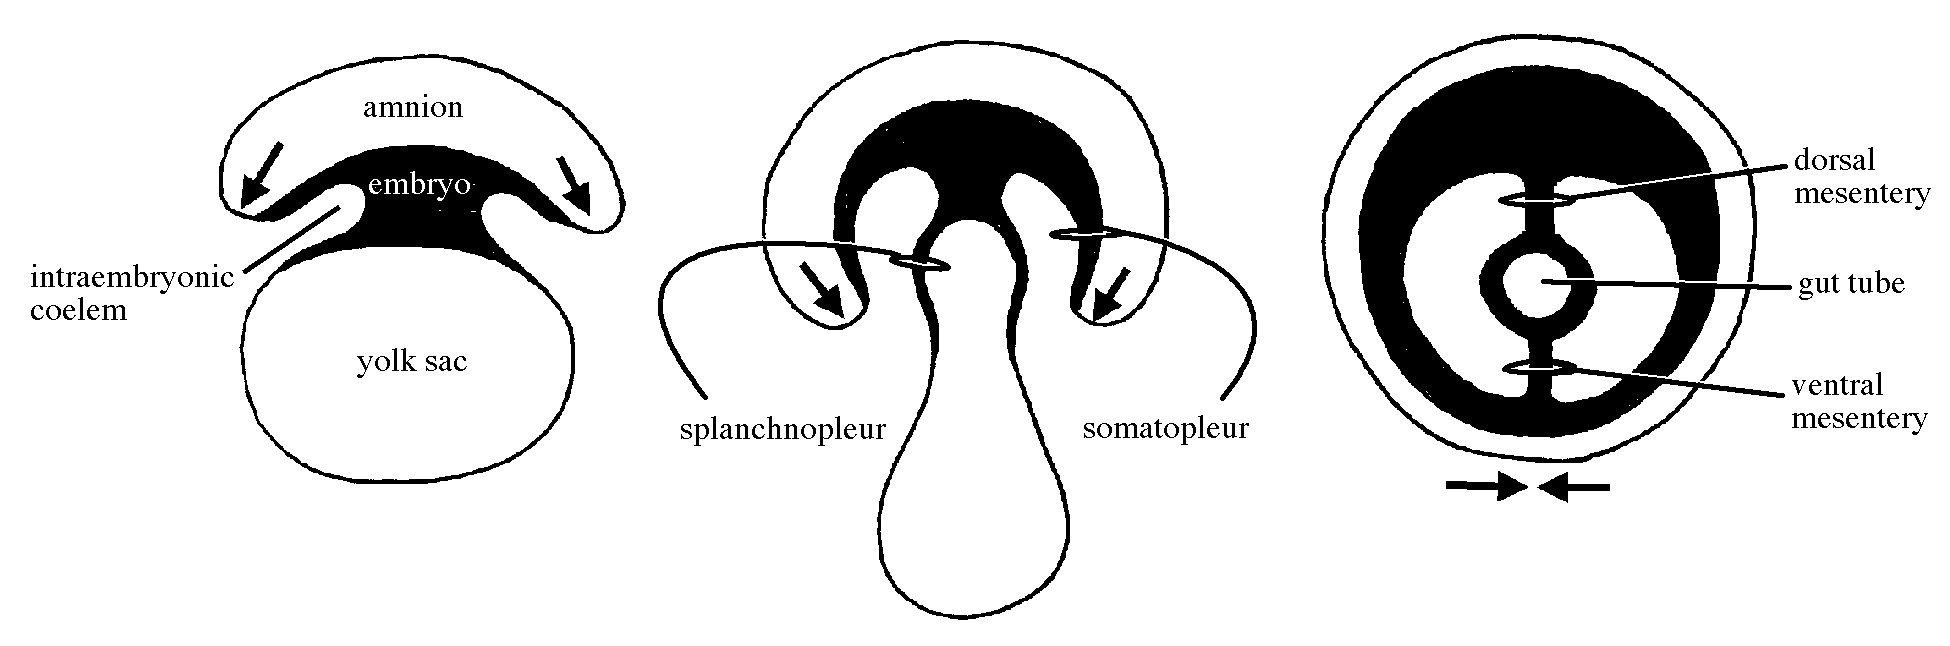 amnion
embryo
intraembryonic
coelem
yolk sac
splanchnopleur
somatopleur
dorsal
mesentery
gut tube
ventral
mesentery